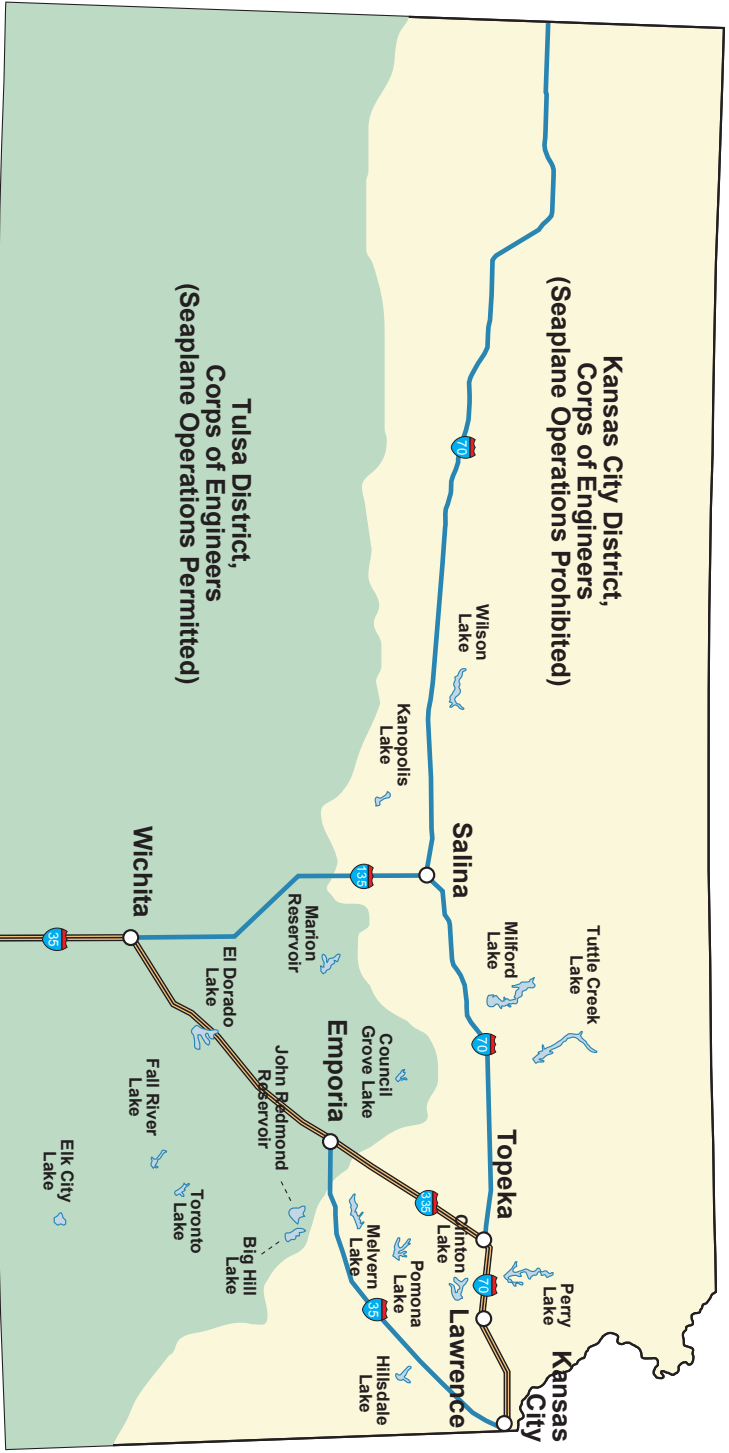 Kansas City District,
Corps of Engineers
(Seaplane Operations Prohibited)
Tulsa District,
Corps of Engineers
(Seaplane Operations Permitted)
70
Wilson
Lake
Kanopolis
Lake
Salina
135
Tuttle Creek
Lake
Milford
Lake
70
Topeka
Perry
Lake
Kansas
City
70
Lawrence
Clinton
Lake
335
Pomona
Lake
Melvern
Lake
35
Hillsdale
Lake
Council
Grove Lake
Emporia
Marion
Reservoir
John Redmond
Reservoir
Wichita
35
El Dorado
Lake
Big Hill
Lake
Toronto
Lake
Fall River
Lake
Elk City
Lake